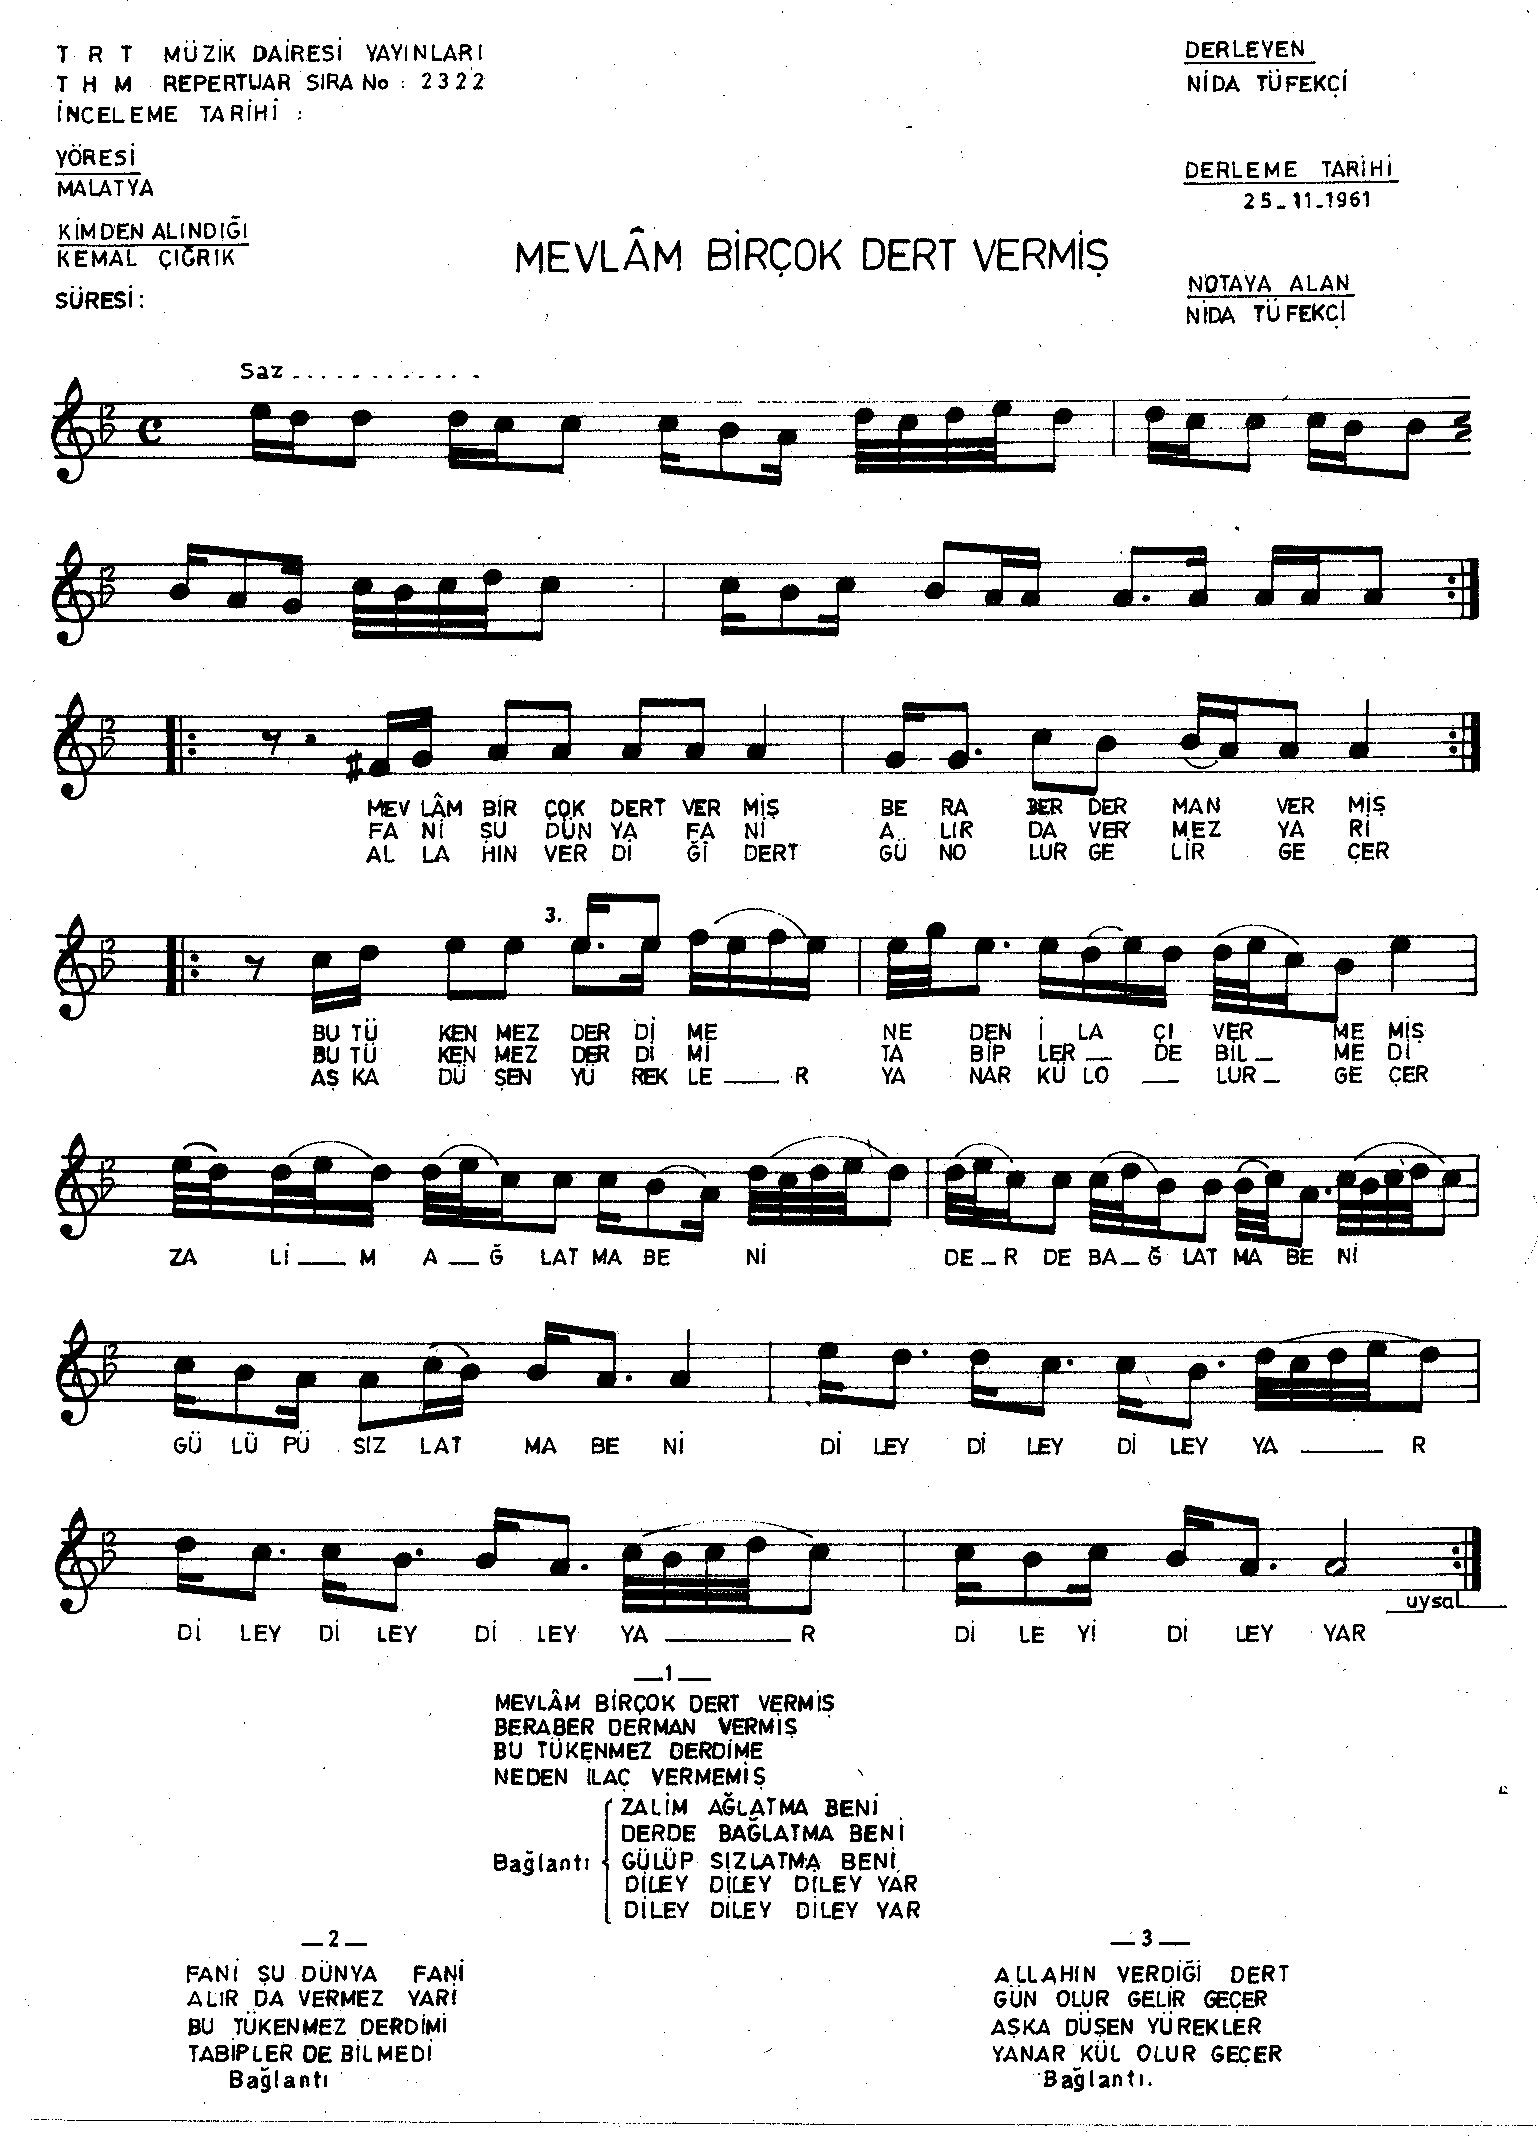 T R T MÜZİK DAİRESİ YAYINLARI
T H M REPERTUAR SIRA No : 2322
İNCELEME TARİHİ :
YÖRESİ
MALATYA
KİMDEN ALINDIĞI
KEMAL ÇIĞRIK
SÜRESİ:
MEVLÂM BİRÇOK DERT VERMİŞ
DERLEYEN
NİDA TÜFEKÇİ
DERLEME TARİHİ
25-11-1961
NOTAYA ALAN
NİDA TÜFEKÇİ
Saz.............
MEV LÂM BİR ÇOK DERT VER MİŞ BE RA BER DER MAN VER MİŞ
FA Nİ ŞU DÜN YA FA Nİ A LIR DA VER MEZ YA Rİ
AL LA HIN VER Dİ Ğİ DERT GÜ NO LUR GE LİR GE ÇER
3.
BU TÜ KEN MEZ DER Dİ ME NE DEN İ LA ÇI VER ME MİŞ
BU TÜ KEN MEZ DER Dİ Mİ TA BİP LER _ DE BİL _ ME Dİ
AŞ KA DÜ ŞEN YÜ REK LE ___ R YA NAR KÜ LO __ LUR _ GE ÇER
ZA Lİ ___ M A __ Ğ LAT MA BE Nİ DE _ R DE BA _ Ğ LAT MA BE Nİ
GÜ LÜ PÜ SIZ LAT MA BE Nİ Dİ LEY Dİ LEY Dİ LEY YA ____ R
Dİ LEY Dİ LEY Dİ LEY YA ______ R Dİ LE Yİ Dİ LEY YAR
uysal
_1_
MEVLÂM BİRÇOK DERT VERMİŞ
BERABER DERMAN VERMİŞ
BU TÜKENMEZ DERDİME
NEDEN İLAÇ VERMEMİŞ
ZALİM AĞLATMA BENİ
DERDE BAĞLATMA BENİ
Bağlantı { GÜLÜP SIZLATMA BENİ
DİLEY DİLEY DİLEY YAR
DİLEY DİLEY DİLEY YAR
_2_
FANİ ŞU DÜNYA FANİ
ALIR DA VERMEZ YARİ
BU TÜKENMEZ DERDİMİ
TABİPLER DE BİLMEDİ
Bağlantı
_3_
ALLAHIN VERDİĞİ DERT
GÜN OLUR GELİR GEÇER
AŞKA DÜŞEN YÜREKLER
YANAR KÜL OLUR GEÇER
Bağlantı.